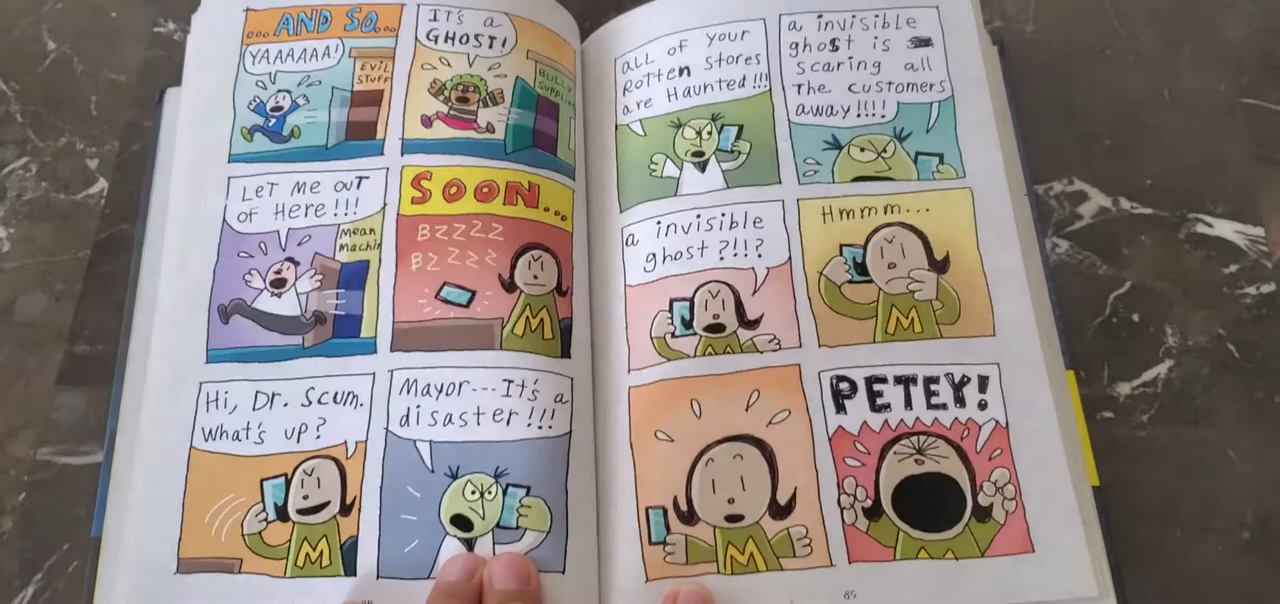 ...AND SO...
YAAAAAA!
EVIL
STUFF
IT'S a
GHOST!
BULLY
Let me out
of Here!!!
Mean
SOON...
BZZZZ
BZZZZ
M
Hi, Dr. Scum.
What's up?
M
Mayor---It's a
disaster!!!
all of your
Rotten Stores
are Haunted!!!
a invisible
ghost is
scaring all
The customers
away!!!!
a invisible
ghost?!!?
M
Hmmm...
M
M
PETEY!
M
85